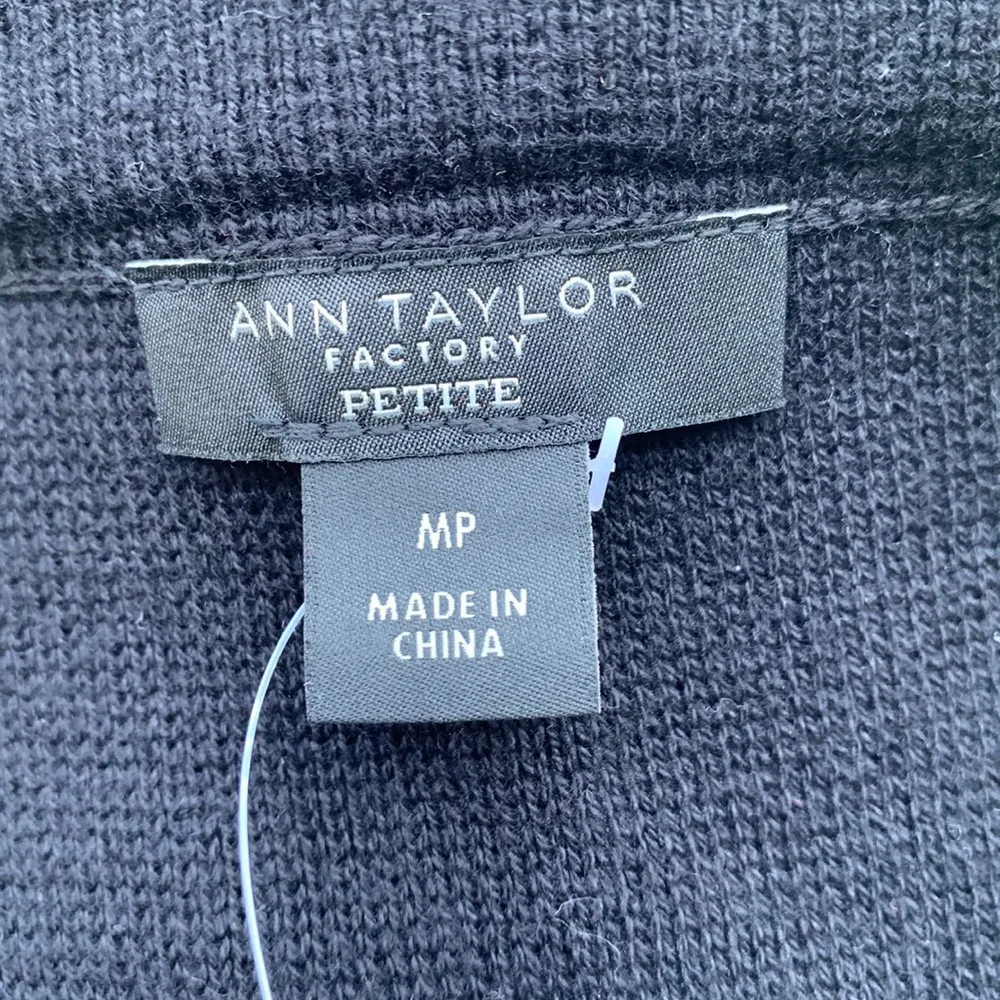 ANN TAYLOR
FACTORY
PETITE
MP
MADE IN
CHINA